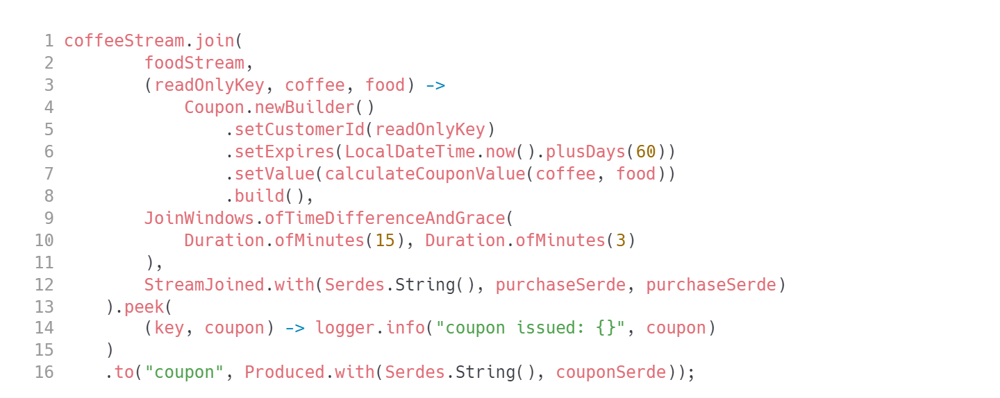 1 coffeeStream.join(
2         foodStream,
3         (readOnlyKey, coffee, food) ->
4             Coupon.newBuilder()
5                 .setCustomerId(readOnlyKey)
6                 .setExpires(LocalDateTime.now().plusDays(60))
7                 .setValue(calculateCouponValue(coffee, food))
8                 .build(),
9         JoinWindows.ofTimeDifferenceAndGrace(
10             Duration.ofMinutes(15), Duration.ofMinutes(3)
11         ),
12         StreamJoined.with(Serdes.String(), purchaseSerde, purchaseSerde)
13     ).peek(
14         (key, coupon) -> logger.info("coupon issued: {}", coupon)
15     )
16     .to("coupon", Produced.with(Serdes.String(), couponSerde));